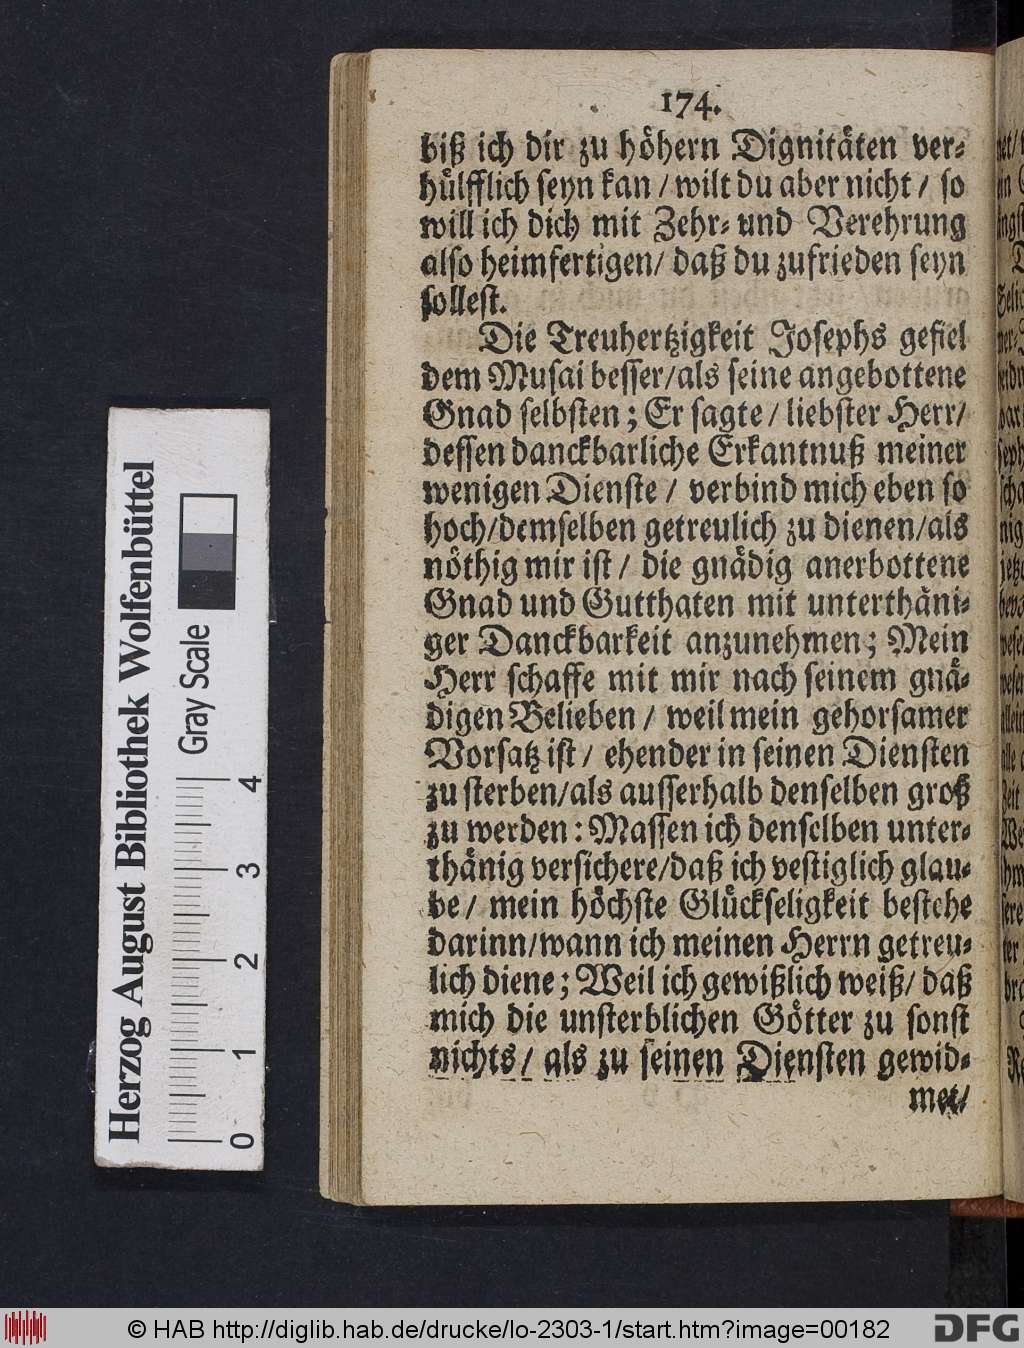 174.
biß ich dir zu höhern Dignitäten ver-
hülfflich seyn kan / wilt du aber nicht / so
will ich dich mit Zehr- und Verehrung
also heimfertigen / daß du zufrieden seyn
sollest.
Die Treuhertzigkeit Josephs gefiel
dem Musai besser / als seine angebottene
Gnad selbsten; Er sagte / liebster Herr /
dessen danckbarliche Erkantnuß meiner
wenigen Dienste / verbind mich eben so
hoch / demselben getreulich zu dienen / als
nöthig mir ist / die gnädig anerbottene
Gnad und Gutthaten mit unterthäni-
ger Danckbarkeit anzunehmen; Mein
Herr schaffe mit mir nach seinem gnä-
digen Belieben / weil mein gehorsamer
Vorsatz ist / ehender in seinen Diensten
zu sterben / als ausserhalb denselben groß
zu werden: Massen ich denselben unter-
thänig versichere / daß ich vestiglich glau-
be / mein höchste Glückseligkeit bestehe
darinn / wann ich meinen Herrn getreu-
lich diene; Weil ich gewißlich weiß / daß
mich die unsterblichen Götter zu sonst
nichts / als zu seinen Diensten gewid-
met /
Herzog August Bibliothek Wolfenbüttel
Gray Scale
0 1 2 3 4
© HAB http://diglib.hab.de/drucke/lo-2303-1/start.htm?image=00182
DFG